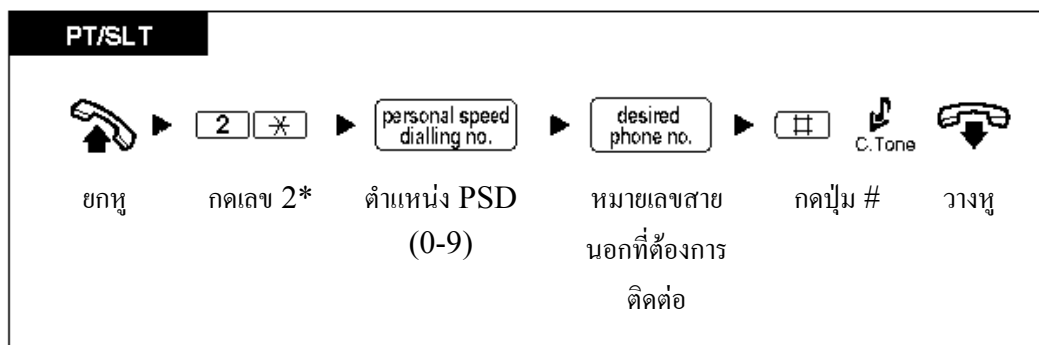 PT/SLT
2 *
personal speed
dialling no.
desired
phone no.
#
C.Tone
ยกหู
กดเลข 2*
ตำแหน่ง PSD
(0-9)
หมายเลขสาย
นอกที่ต้องการ
ติดต่อ
กดปุ่ม #
วางหู